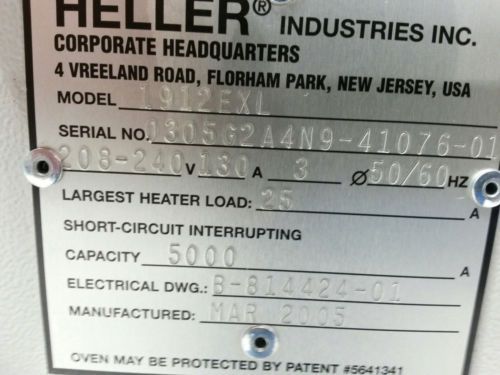 HELLER® INDUSTRIES INC.
CORPORATE HEADQUARTERS
4 VREELAND ROAD, FLORHAM PARK, NEW JERSEY, USA
MODEL 1912EXL
SERIAL NO. 0305G2A4N9-41076-01
208-240 V 130 A 3 Ø 50/60 HZ
LARGEST HEATER LOAD: 25 A
SHORT-CIRCUIT INTERRUPTING
CAPACITY 5000 A
ELECTRICAL DWG.: B-814424-01
MANUFACTURED: MAR 2005
OVEN MAY BE PROTECTED BY PATENT #5641341